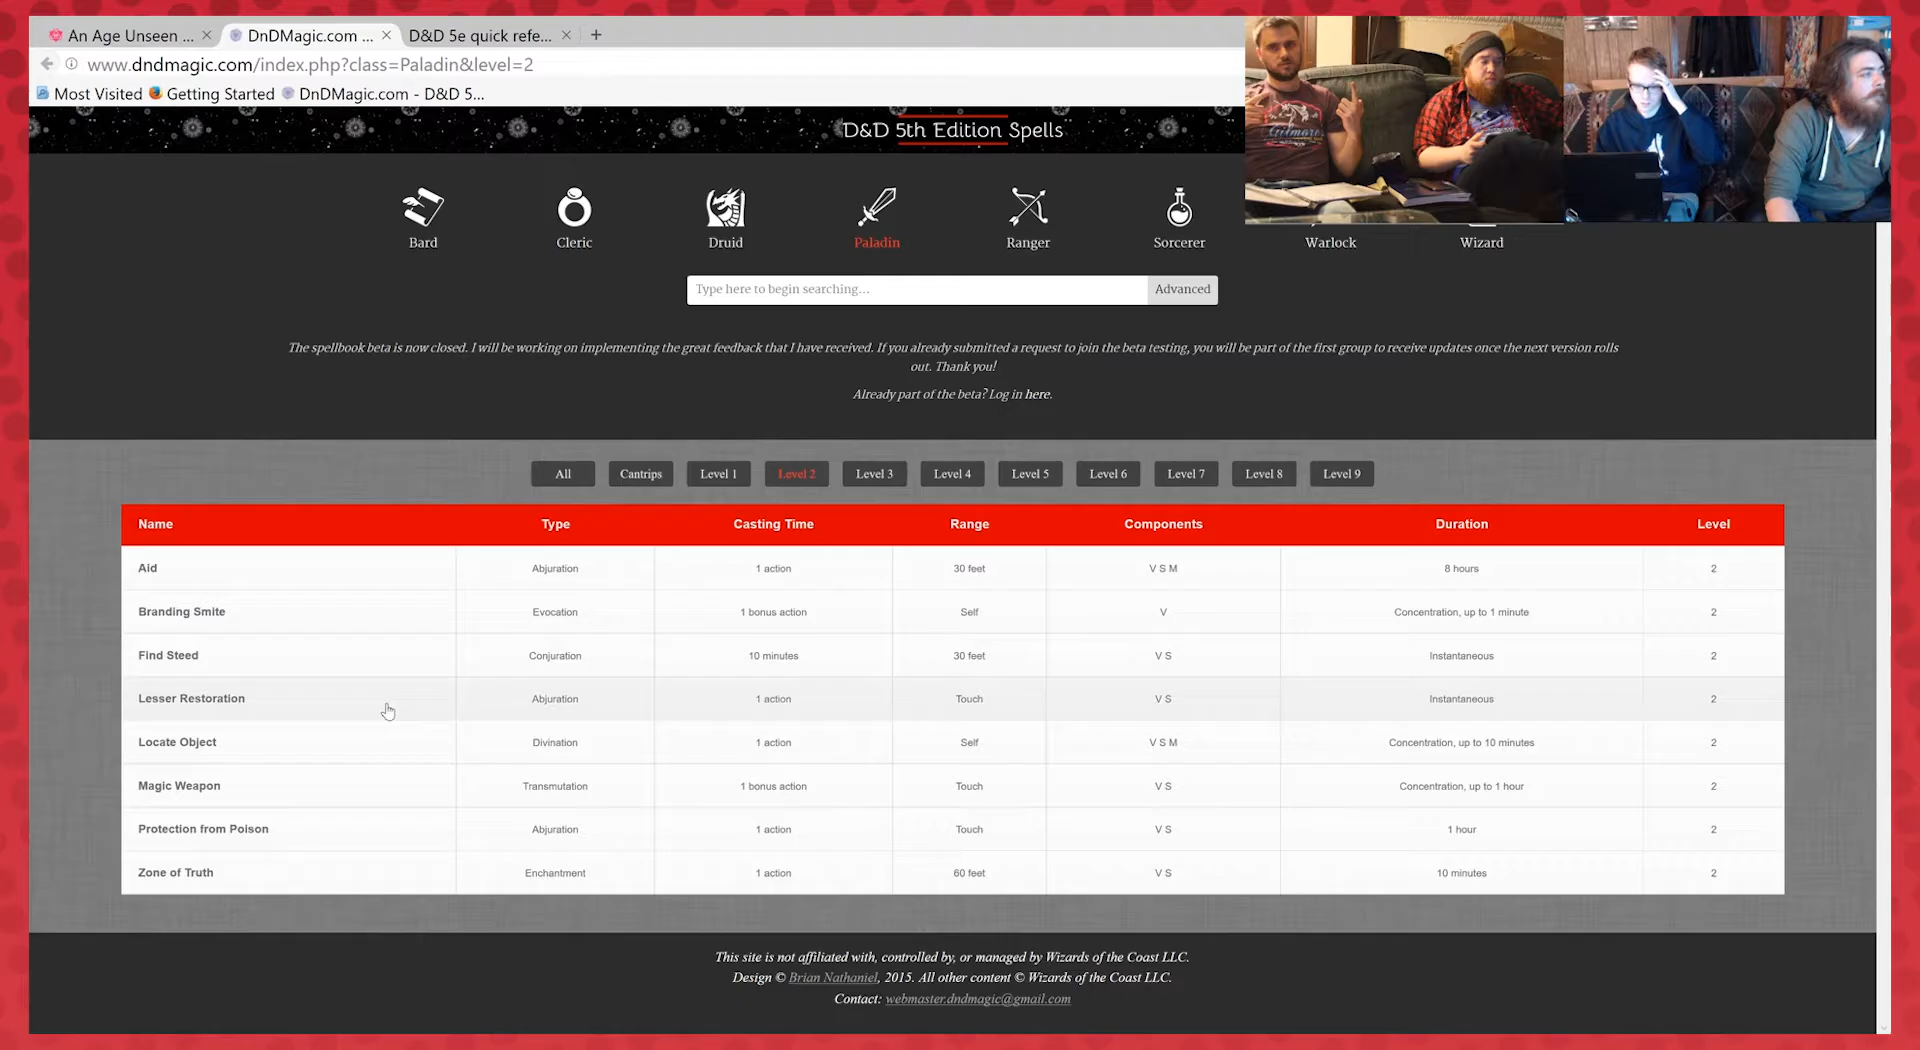 An Age Unseen ...
DnDMagic.com ...
D&D 5e quick refe...
www.dndmagic.com/index.php?class=Paladin&level=2
Most Visited
Getting Started
DnDMagic.com - D&D 5...
D&D 5th Edition Spells
Bard
Cleric
Druid
Paladin
Ranger
Sorcerer
Warlock
Wizard
Type here to begin searching...
Advanced
The spellbook beta is now closed. I will be working on implementing the great feedback that I have received. If you already submitted a request to join the beta testing, you will be part of the first group to receive updates once the next version rolls
out. Thank you!
Already part of the beta? Log in here.
All
Cantrips
Level 1
Level 2
Level 3
Level 4
Level 5
Level 6
Level 7
Level 8
Level 9
Name Type Casting Time Range Components Duration Level
Aid Abjuration 1 action 30 feet V S M 8 hours 2
Branding Smite Evocation 1 bonus action Self V Concentration, up to 1 minute 2
Find Steed Conjuration 10 minutes 30 feet V S Instantaneous 2
Lesser Restoration Abjuration 1 action Touch V S Instantaneous 2
Locate Object Divination 1 action Self V S M Concentration, up to 10 minutes 2
Magic Weapon Transmutation 1 bonus action Touch V S Concentration, up to 1 hour 2
Protection from Poison Abjuration 1 action Touch V S 1 hour 2
Zone of Truth Enchantment 1 action 60 feet V S 10 minutes 2
This site is not affiliated with, controlled by, or managed by Wizards of the Coast LLC.
Design © Brian Nathaniel, 2015. All other content © Wizards of the Coast LLC.
Contact: webmaster.dndmagic@gmail.com